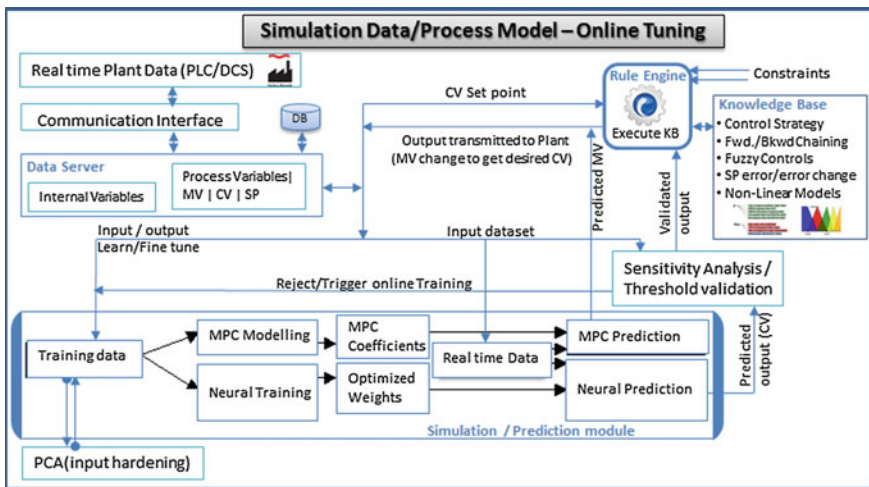 Simulation Data/Process Model – Online Tuning
Real time Plant Data (PLC/DCS)
Communication Interface
DB
Data Server
Internal Variables
Process Variables|
MV | CV | SP
CV Set point
Output transmitted to Plant
(MV change to get desired CV)
Rule Engine
Execute KB
Constraints
Knowledge Base
• Control Strategy
• Fwd./Bkwd Chaining
• Fuzzy Controls
• SP error/error change
• Non-Linear Models
Predicted MV
Validated
output
Input / output
Learn/Fine tune
Input dataset
Sensitivity Analysis /
Threshold validation
Reject/Trigger online Training
Training data
MPC Modelling
MPC
Coefficients
Real time Data
MPC Prediction
Neural Training
Optimized
Weights
Neural Prediction
Predicted
output (CV)
Simulation / Prediction module
PCA(input hardening)